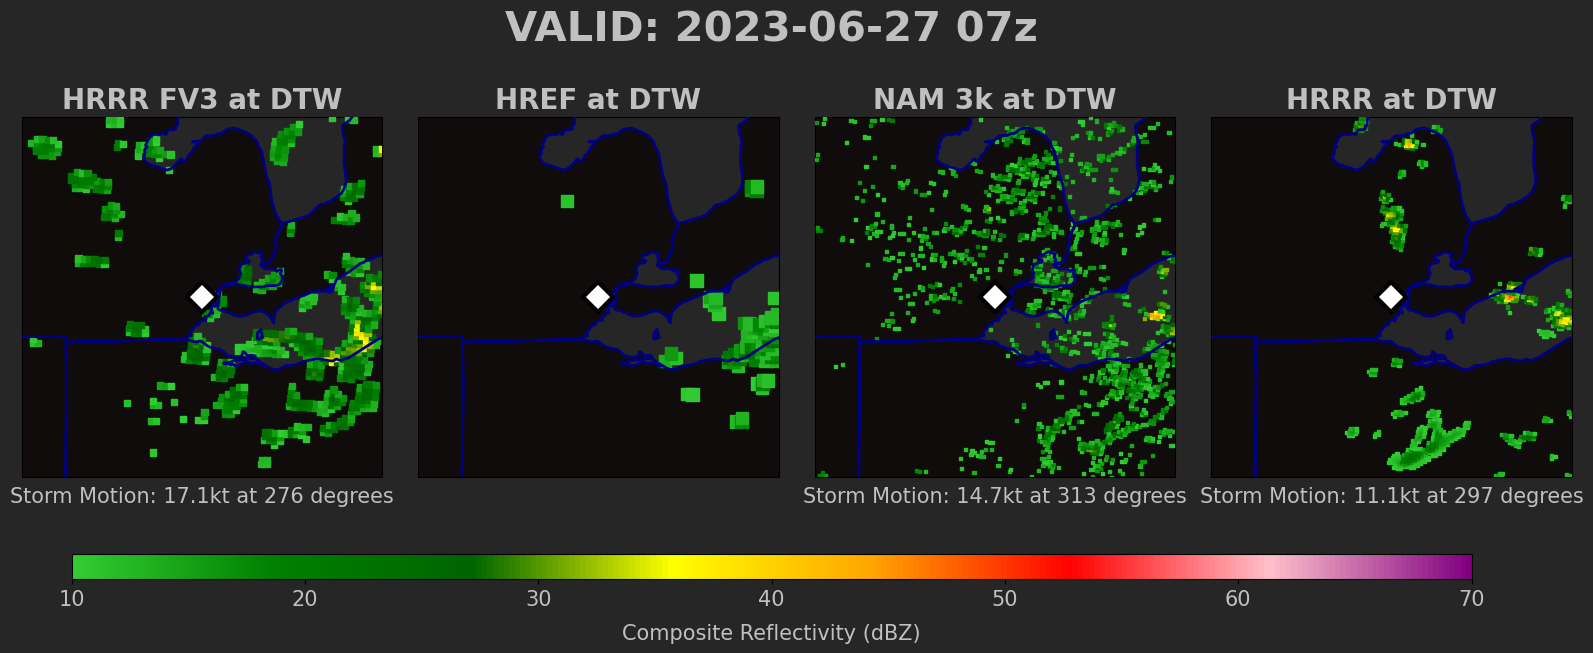 VALID: 2023-06-27 07z
HRRR FV3 at DTW
HREF at DTW
NAM 3k at DTW
HRRR at DTW
Storm Motion: 17.1kt at 276 degrees
Storm Motion: 14.7kt at 313 degrees
Storm Motion: 11.1kt at 297 degrees
10 20 30 40 50 60 70
Composite Reflectivity (dBZ)